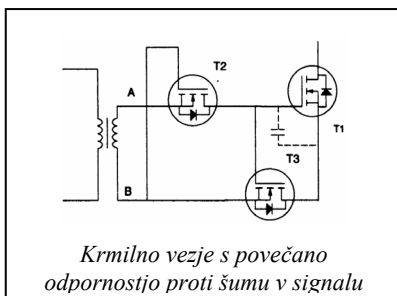 T2
A
T1
T3
B
Krmilno vezje s povečano
odpornostjo proti šumu v signalu